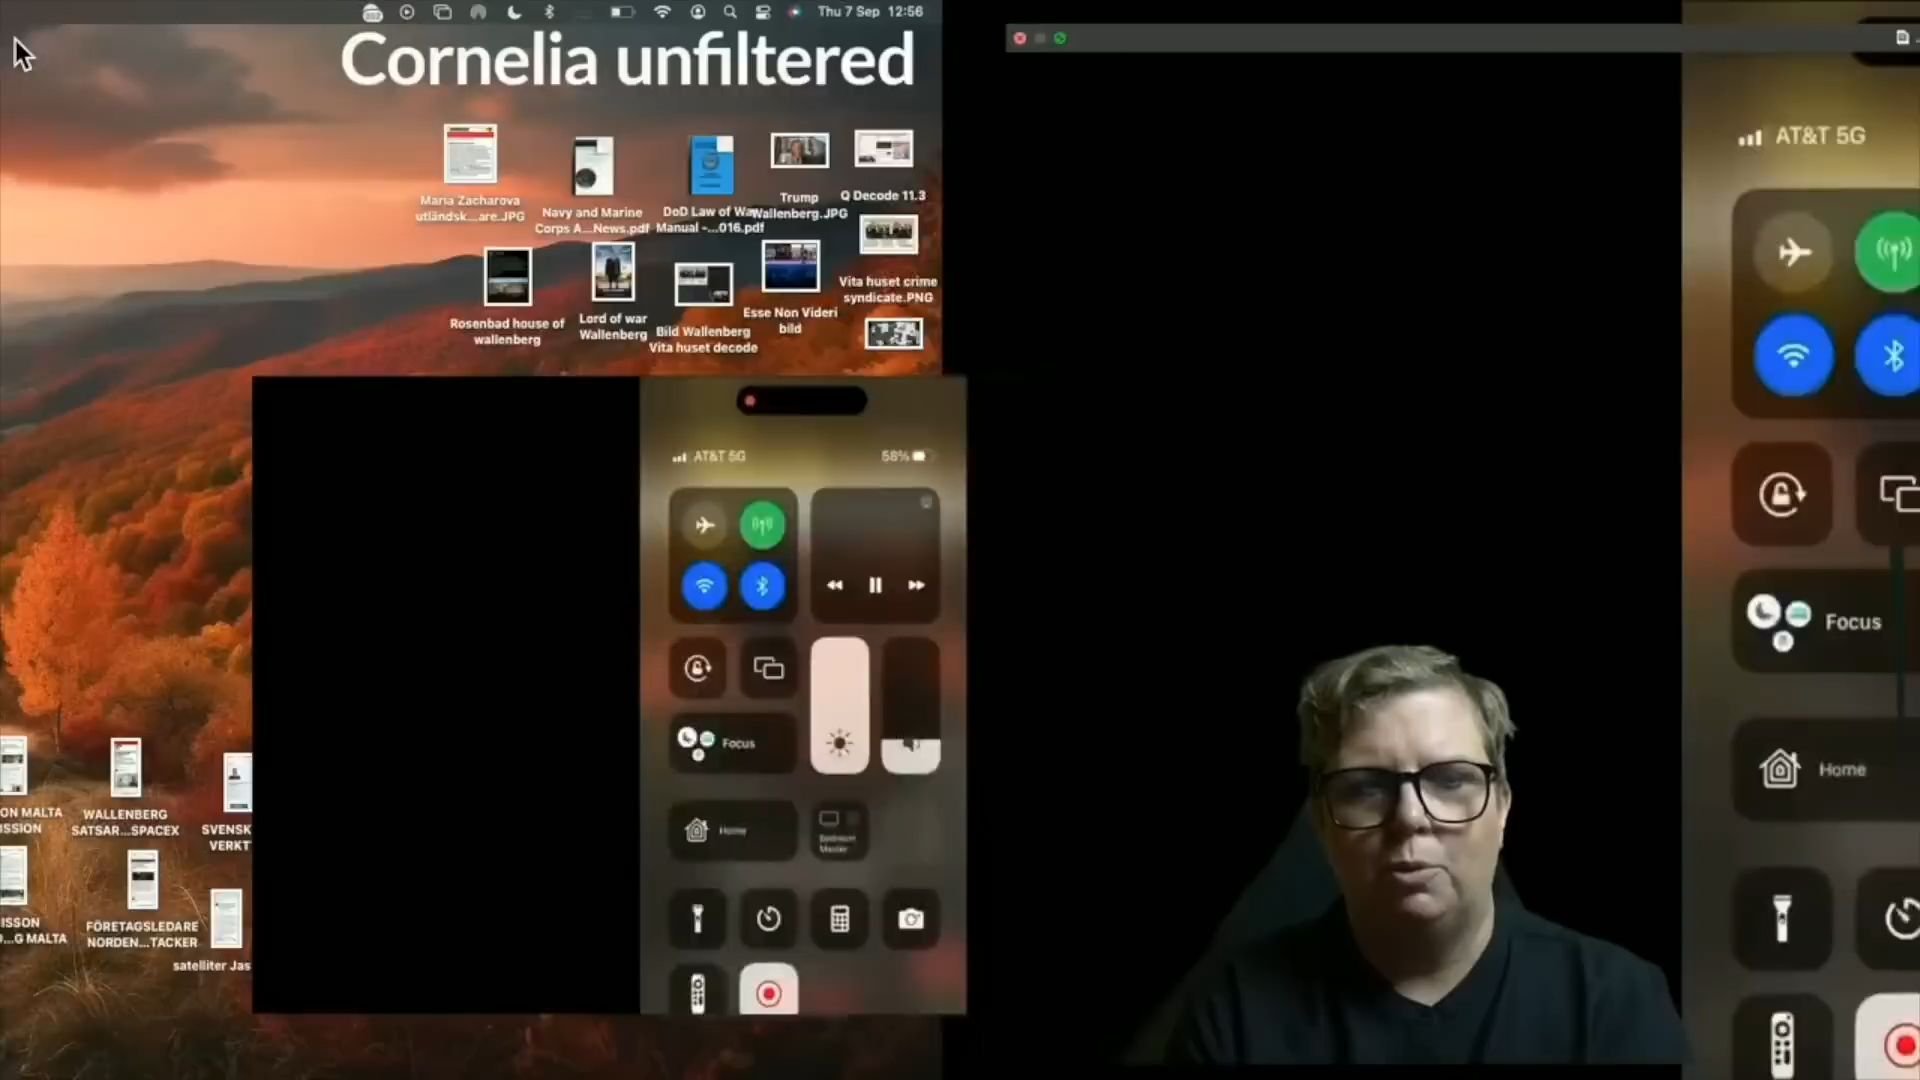 Thu 7 Sep 12:56
Cornelia unfiltered
Maria Zacharova
utländsk...are.JPG
Navy and Marine
Corps A...News.pdf
DoD Law of War
Manual -...016.pdf
Trump
Wallenberg.JPG
Q Decode 11.3
Rosenbad house of
wallenberg
Lord of war
Wallenberg
Bild Wallenberg
Vita huset decode
Esse Non Videri
bild
Vita huset crime
syndicate.PNG
AT&T 5G
58%
Focus
Home
Bedroom
Master
ON MALTA
ISSION
WALLENBERG
SATSAR...SPACEX
SVENSK
VERKT
ISSON
...G MALTA
FÖRETAGSLEDARE
NORDEN...TACKER
satelliter Jas
AT&T 5G
Focus
Home